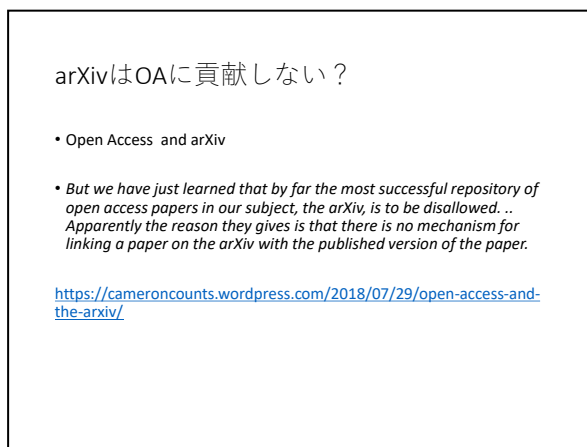 arXivはOAに貢献しない？
• Open Access and arXiv
• But we have just learned that by far the most successful repository of
open access papers in our subject, the arXiv, is to be disallowed. ..
Apparently the reason they gives is that there is no mechanism for
linking a paper on the arXiv with the published version of the paper.
https://cameroncounts.wordpress.com/2018/07/29/open-access-and-
the-arxiv/